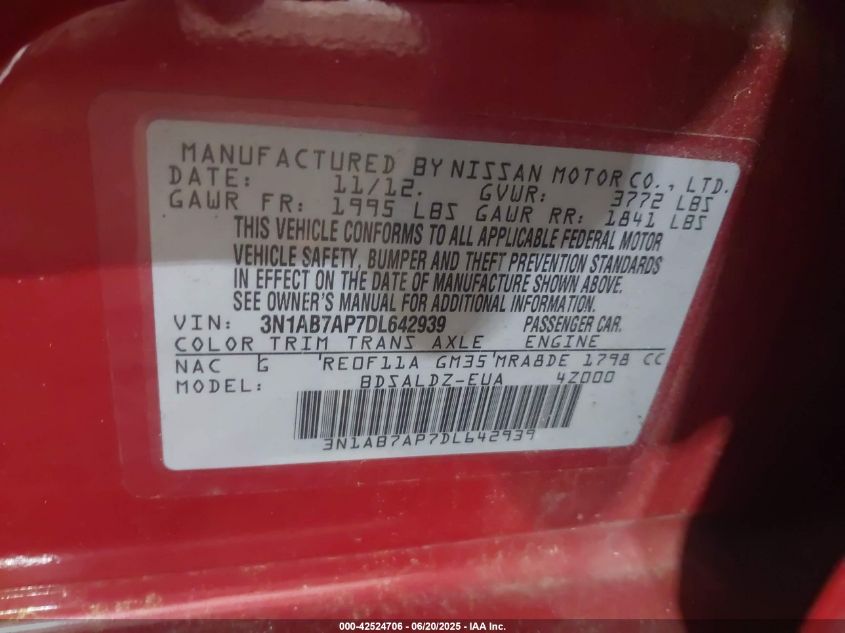 MANUFACTURED BY NISSAN MOTOR CO., LTD.
DATE: 11/12. GVWR: 3772 LBS
GAWR FR: 1995 LBS GAWR RR: 1841 LBS
THIS VEHICLE CONFORMS TO ALL APPLICABLE FEDERAL MOTOR
VEHICLE SAFETY, BUMPER AND THEFT PREVENTION STANDARDS
IN EFFECT ON THE DATE OF MANUFACTURE SHOWN ABOVE.
SEE OWNER'S MANUAL FOR ADDITIONAL INFORMATION.
VIN: 3N1AB7AP7DL642939 PASSENGER CAR.
COLOR TRIM TRANS AXLE ENGINE
NAC G 'RE0F11A GM35'MRA8DE 1798 CC
MODEL: BDSALDZ-EUA 4Z000
3N1AB7AP7DL642939
000-42524706 - 06/20/2025 - IAA Inc.